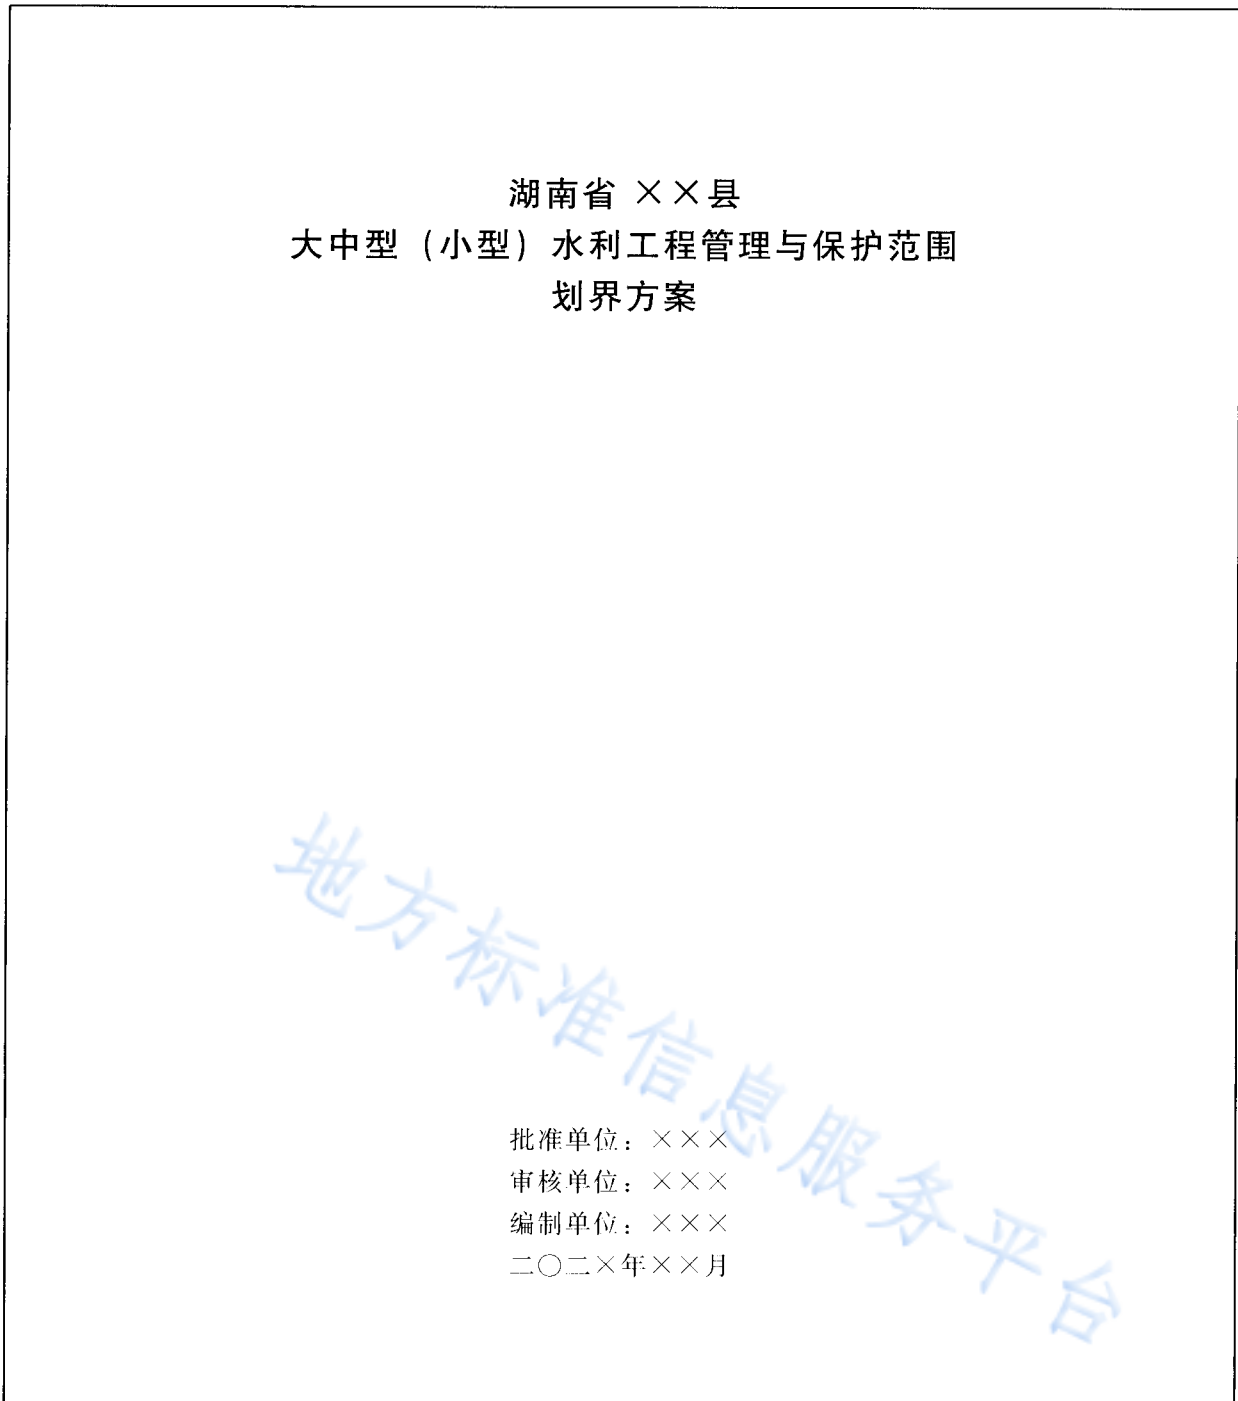 湖南省 ××县
大中型（小型）水利工程管理与保护范围
划界方案
批准单位：×××
审核单位：×××
编制单位：×××
二〇二×年××月
地方标准信息服务平台